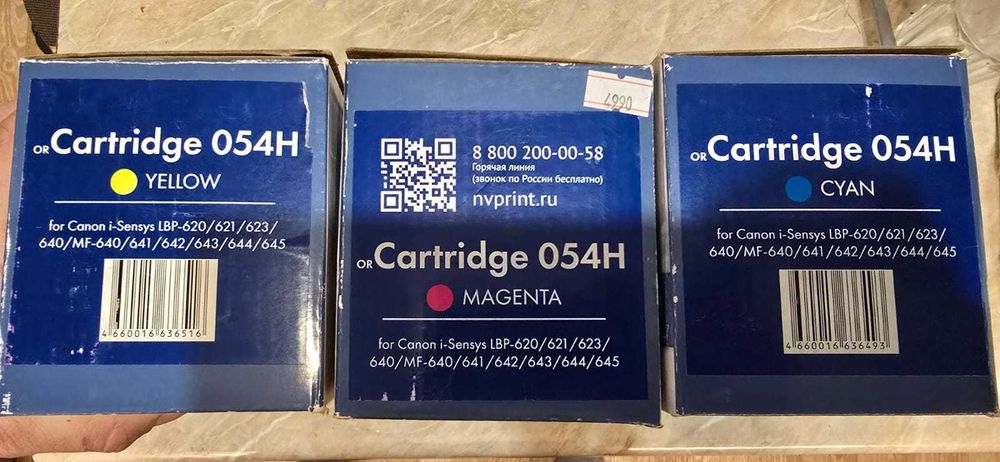 OR Cartridge 054H
YELLOW
for Canon i-Sensys LBP-620/621/623/
640/MF-640/641/642/643/644/645
4 660016 636516
4990
8 800 200-00-58
Горячая линия
(звонок по России бесплатно)
nvprint.ru
OR Cartridge 054H
MAGENTA
for Canon i-Sensys LBP-620/621/623/
640/MF-640/641/642/643/644/645
OR Cartridge 054H
CYAN
for Canon i-Sensys LBP-620/621/623/
640/MF-640/641/642/643/644/645
4 660016 636493